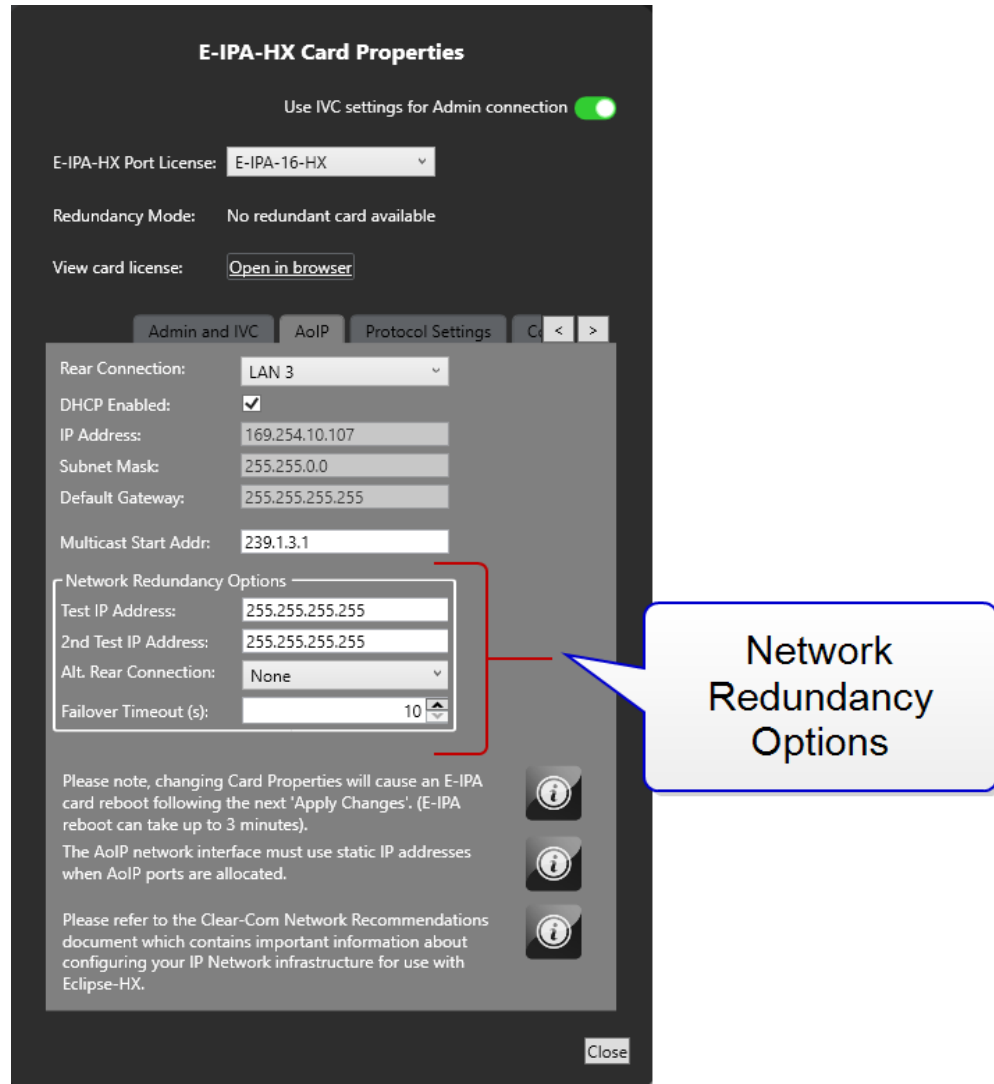 E-IPA-HX Card Properties
Use IVC settings for Admin connection
E-IPA-HX Port License: E-IPA-16-HX
Redundancy Mode: No redundant card available
View card license: Open in browser
Admin and IVC AoIP Protocol Settings < >
Rear Connection: LAN 3
DHCP Enabled:
IP Address: 169.254.10.107
Subnet Mask: 255.255.0.0
Default Gateway: 255.255.255.255
Multicast Start Addr: 239.1.3.1
Network Redundancy Options
Test IP Address: 255.255.255.255
2nd Test IP Address: 255.255.255.255
Alt. Rear Connection: None
Failover Timeout (s): 10
Network
Redundancy
Options
Please note, changing Card Properties will cause an E-IPA
card reboot following the next 'Apply Changes'. (E-IPA
reboot can take up to 3 minutes).
The AoIP network interface must use static IP addresses
when AoIP ports are allocated.
Please refer to the Clear-Com Network Recommendations
document which contains important information about
configuring your IP Network infrastructure for use with
Eclipse-HX.
Close